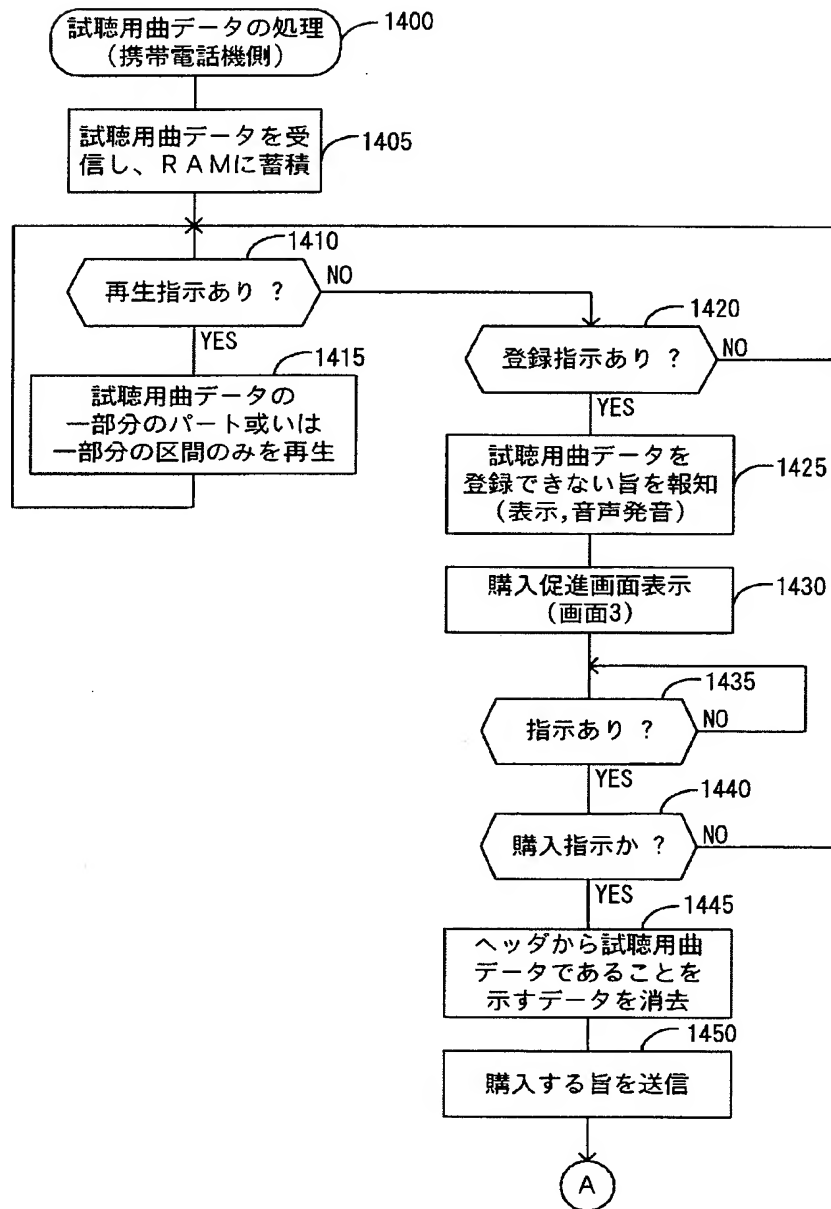 試聴用曲データの処理
(携帯電話機側)
1400
試聴用曲データを受
信し、ＲＡＭに蓄積
1405
1410
再生指示あり ?
NO
YES
1415
試聴用曲データの
一部分のパート或いは
一部分の区間のみを再生
1420
登録指示あり ?
NO
YES
試聴用曲データを
登録できない旨を報知
(表示,音声発音)
1425
購入促進画面表示
(画面3)
1430
1435
指示あり ?
NO
YES
1440
購入指示か ?
NO
YES
1445
ヘッダから試聴用曲
データであることを
示すデータを消去
1450
購入する旨を送信
A